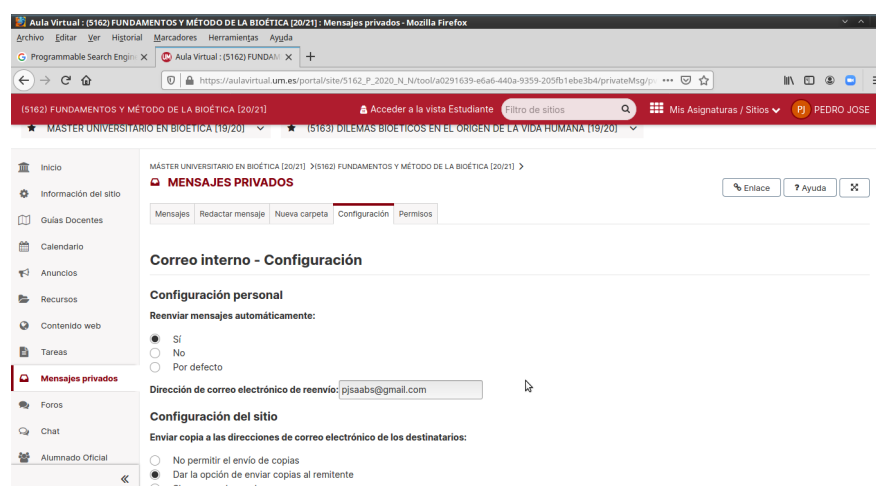 Aula Virtual : (5162) FUNDAMENTOS Y MÉTODO DE LA BIOÉTICA [20/21] : Mensajes privados - Mozilla Firefox
Archivo Editar Ver Historial Marcadores Herramientas Ayuda
Programmable Search Engin Aula Virtual : (5162) FUNDAM
https://aulavirtual.um.es/portal/site/5162_P_2020_N_N/tool/a0291639-e6a6-440a-9359-205fb1ebe3b4/privateMsg/
(5162) FUNDAMENTOS Y MÉTODO DE LA BIOÉTICA [20/21] Acceder a la vista Estudiante Filtro de sitios Mis Asignaturas / Sitios PJ PEDRO JOSE
MÁSTER UNIVERSITARIO EN BIOÉTICA [19/20] (5163) DILEMAS BIOÉTICOS EN EL ORIGEN DE LA VIDA HUMANA [19/20]
Inicio
Información del sitio
Guías Docentes
Calendario
Anuncios
Recursos
Contenido web
Tareas
Mensajes privados
Foros
Chat
Alumnado Oficial
«
MÁSTER UNIVERSITARIO EN BIOÉTICA [20/21] >(5162) FUNDAMENTOS Y MÉTODO DE LA BIOÉTICA [20/21] >
MENSAJES PRIVADOS
Enlace ? Ayuda
Mensajes Redactar mensaje Nueva carpeta Configuración Permisos
Correo interno - Configuración
Configuración personal
Reenviar mensajes automáticamente:
Sí
No
Por defecto
Dirección de correo electrónico de reenvío: pjsaabs@gmail.com
Configuración del sitio
Enviar copia a las direcciones de correo electrónico de los destinatarios:
No permitir el envío de copias
Dar la opción de enviar copias al remitente